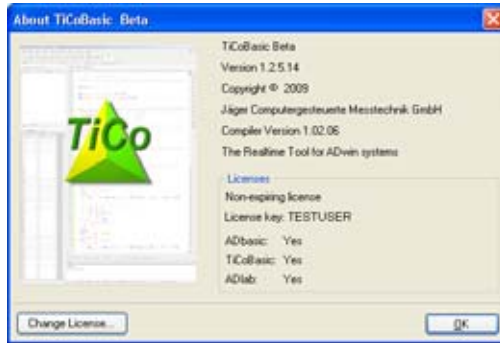 About TiCoBasic Beta
TiCo
TiCoBasic Beta
Version 1.2.5.14
Copyright © 2009
Jäger Computergesteuerte Messtechnik GmbH
Compiler Version 1.02.06
The Realtime Tool for ADwin systems
Licenses
Non-expiring license
License key: TESTUSER
ADbasic: Yes
TiCoBasic: Yes
ADlab: Yes
Change License...
OK